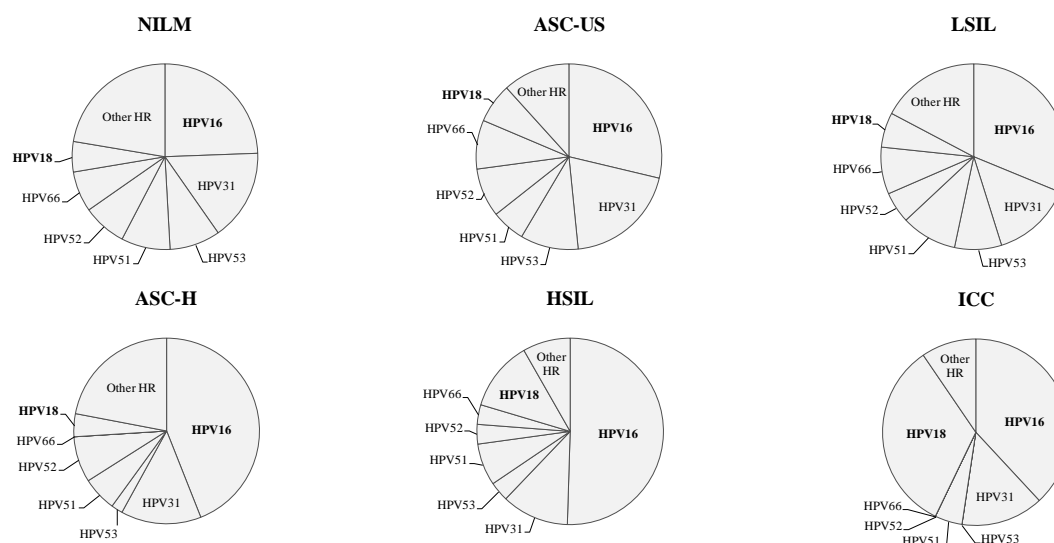 NILM
Other HR
HPV16
HPV18
HPV31
HPV66
HPV52
HPV51
HPV53
ASC-US
Other HR
HPV18
HPV16
HPV66
HPV52
HPV31
HPV51
HPV53
LSIL
Other HR
HPV18
HPV16
HPV66
HPV52
HPV31
HPV51
HPV53
ASC-H
Other HR
HPV18
HPV16
HPV66
HPV52
HPV51
HPV31
HPV53
HSIL
Other
HR
HPV66
HPV18
HPV52
HPV16
HPV51
HPV53
HPV31
ICC
Other
HR
HPV18
HPV16
HPV31
HPV66
HPV52
HPV51
HPV53